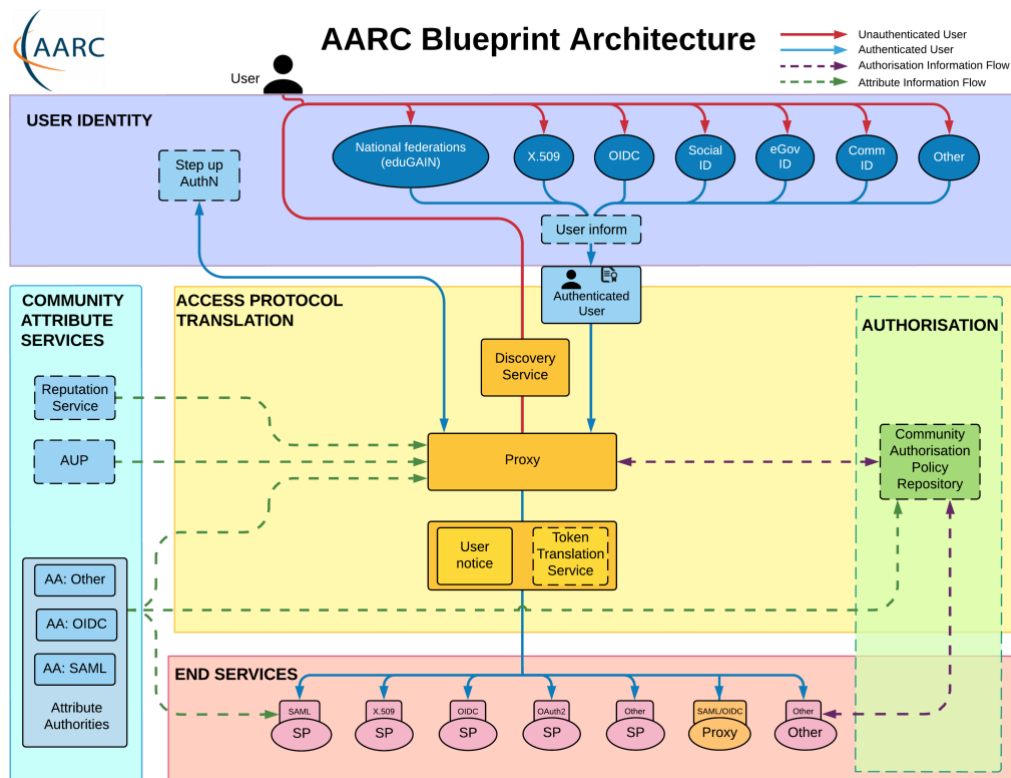 AARC
AARC Blueprint Architecture
Unauthenticated User
Authenticated User
Authorisation Information Flow
Attribute Information Flow
User
USER IDENTITY
Step up
AuthN
National federations
(eduGAIN)
X.509
OIDC
Social
ID
eGov
ID
Comm
ID
Other
User inform
Authenticated
User
COMMUNITY
ATTRIBUTE
SERVICES
Reputation
Service
AUP
AA: Other
AA: OIDC
AA: SAML
Attribute
Authorities
ACCESS PROTOCOL
TRANSLATION
Discovery
Service
Proxy
User
notice
Token
Translation
Service
AUTHORISATION
Community
Authorisation
Policy
Repository
END SERVICES
SAML
SP
X.509
SP
OIDC
SP
OAuth2
SP
Other
SP
SAML/OIDC
Proxy
Other
Other